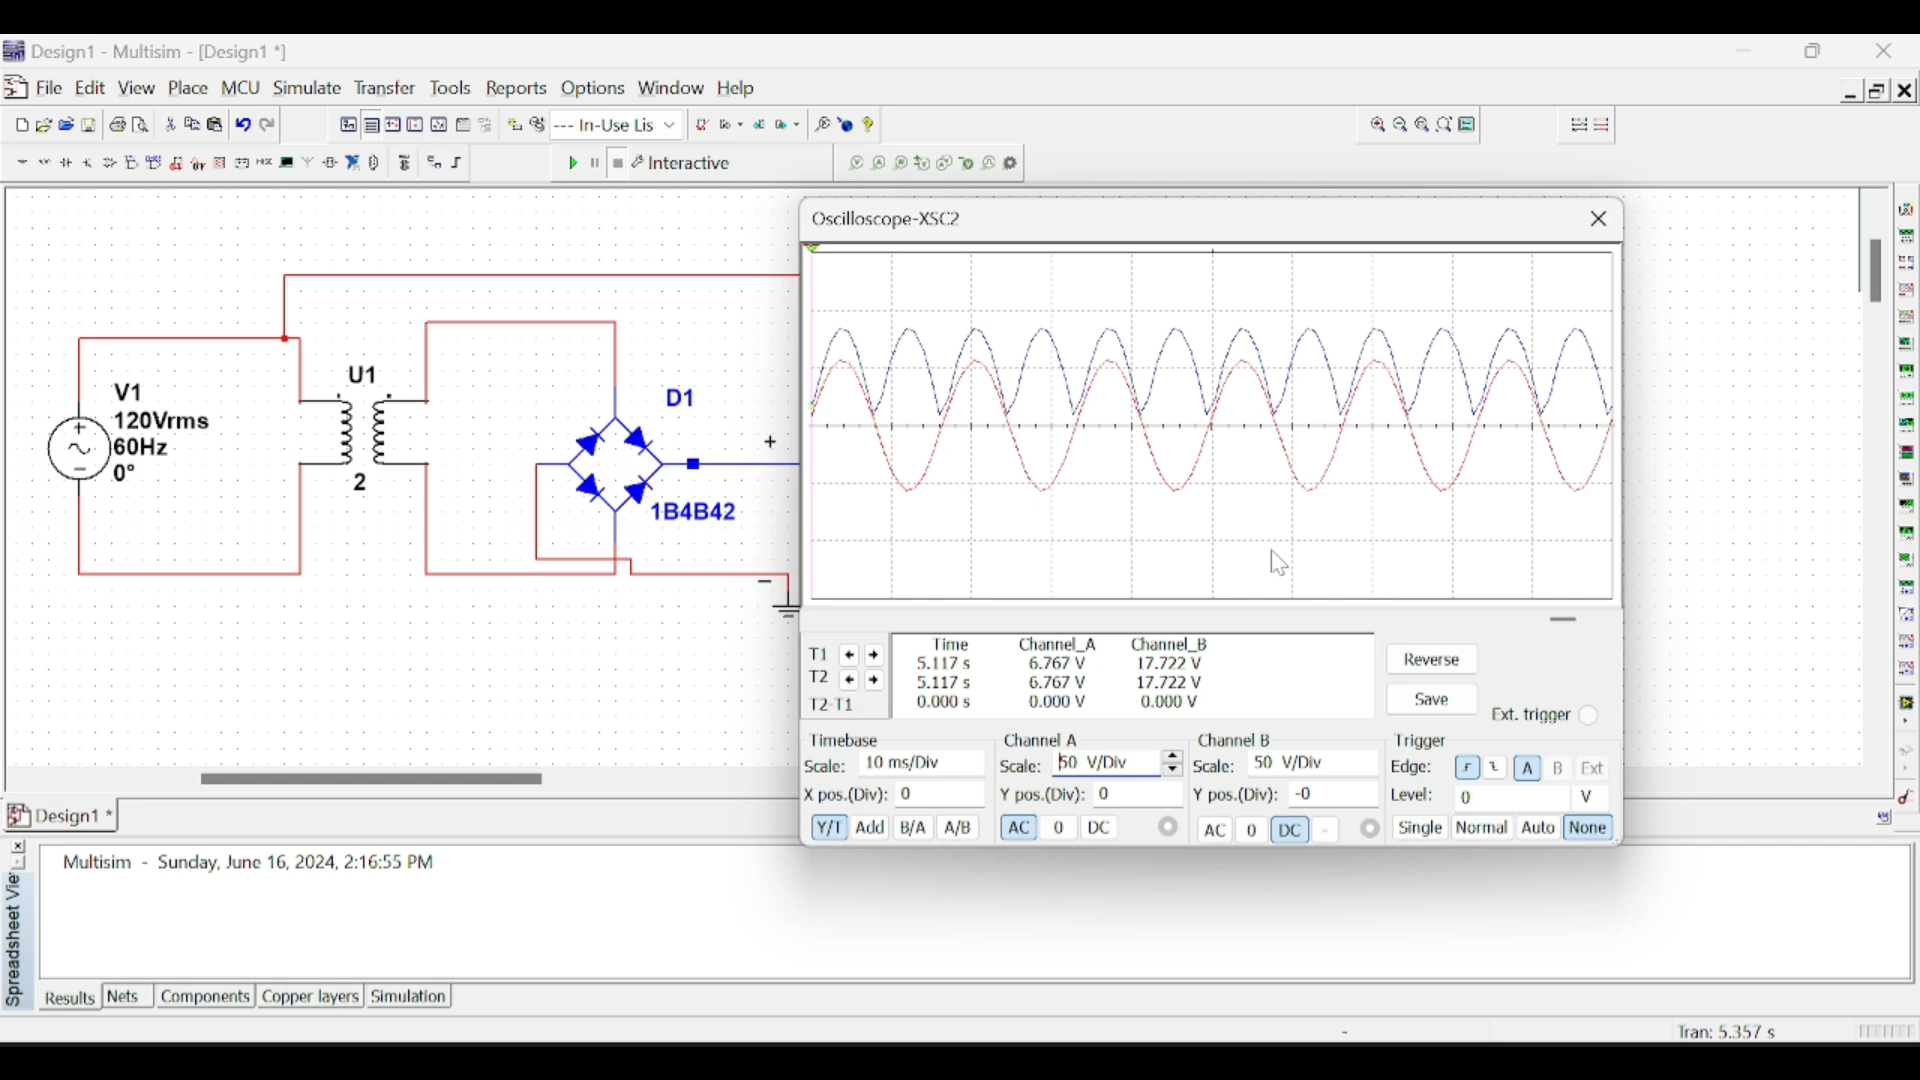 Design1 - Multisim - [Design1 *]
File Edit View Place MCU Simulate Transfer Tools Reports Options Window Help
--- In-Use Lis
Interactive
Oscilloscope-XSC2
V1
120Vrms
60Hz
0°
U1
2
D1
1B4B42
+
−
Time Channel_A Channel_B
T1 5.117 s 6.767 V 17.722 V
T2 5.117 s 6.767 V 17.722 V
T2-T1 0.000 s 0.000 V 0.000 V
Reverse
Save
Ext. trigger
Timebase
Scale: 10 ms/Div
X pos.(Div): 0
Y/T Add B/A A/B
Channel A
Scale: 50 V/Div
Y pos.(Div): 0
AC 0 DC
Channel B
Scale: 50 V/Div
Y pos.(Div): -0
AC 0 DC -
Trigger
Edge: A B Ext
Level: 0 V
Single Normal Auto None
Design1 *
Multisim - Sunday, June 16, 2024, 2:16:55 PM
Spreadsheet Vie
Results Nets Components Copper layers Simulation
- Tran: 5.357 s